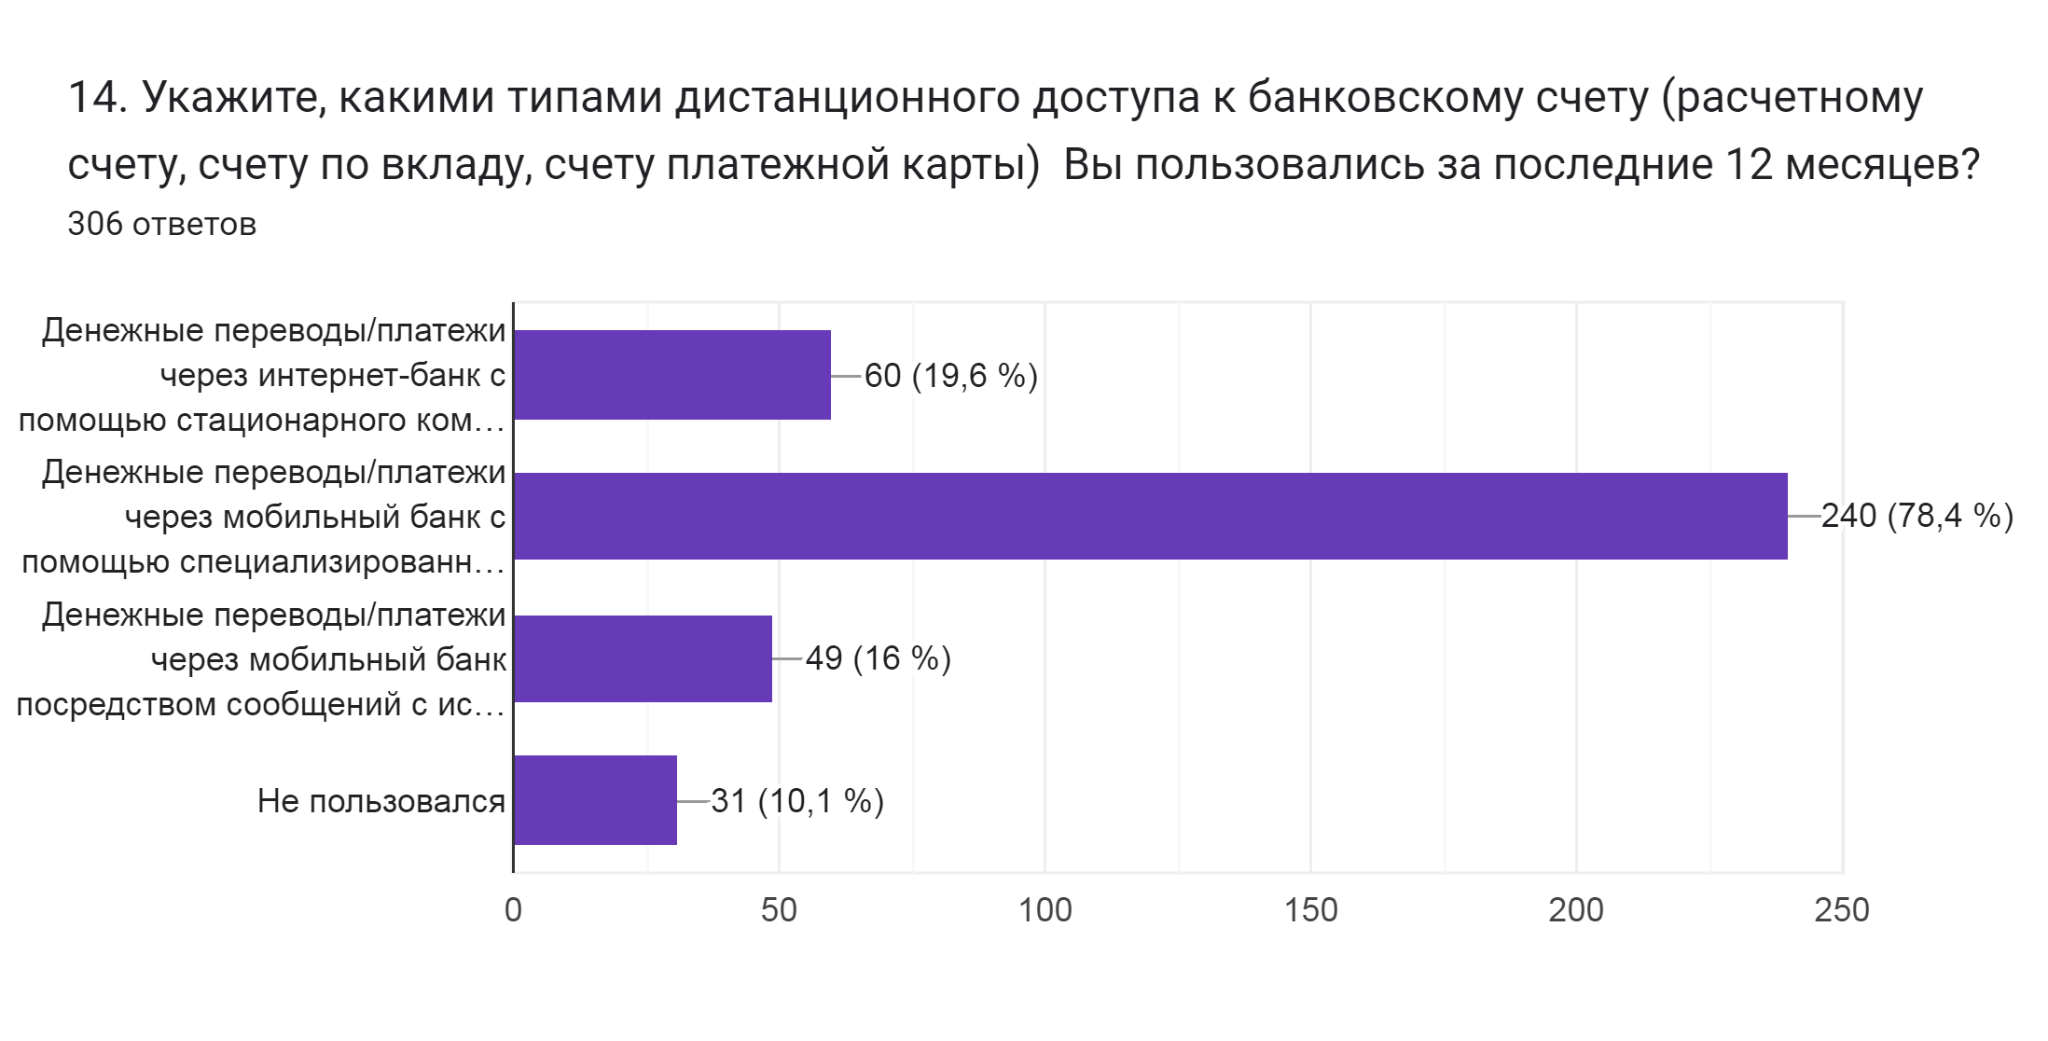 14. Укажите, какими типами дистанционного доступа к банковскому счету (расчетному
счету, счету по вкладу, счету платежной карты)  Вы пользовались за последние 12 месяцев?
306 ответов
Денежные переводы/платежи
через интернет-банк с
помощью стационарного ком…
60 (19,6 %)
Денежные переводы/платежи
через мобильный банк с
помощью специализированн…
240 (78,4 %)
Денежные переводы/платежи
через мобильный банк
посредством сообщений с ис…
49 (16 %)
Не пользовался
31 (10,1 %)
0 50 100 150 200 250